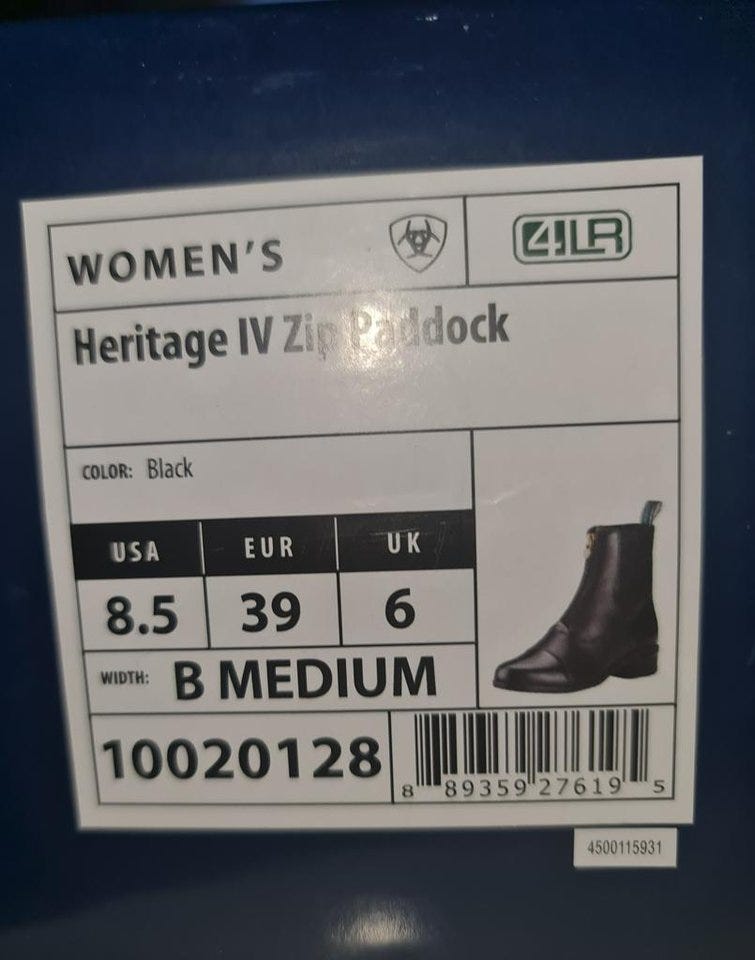 WOMEN'S
4LR
Heritage IV Zip Paddock
COLOR: Black
USA EUR UK
8.5 39 6
WIDTH: B MEDIUM
10020128
8 89359 27619 5
4500115931